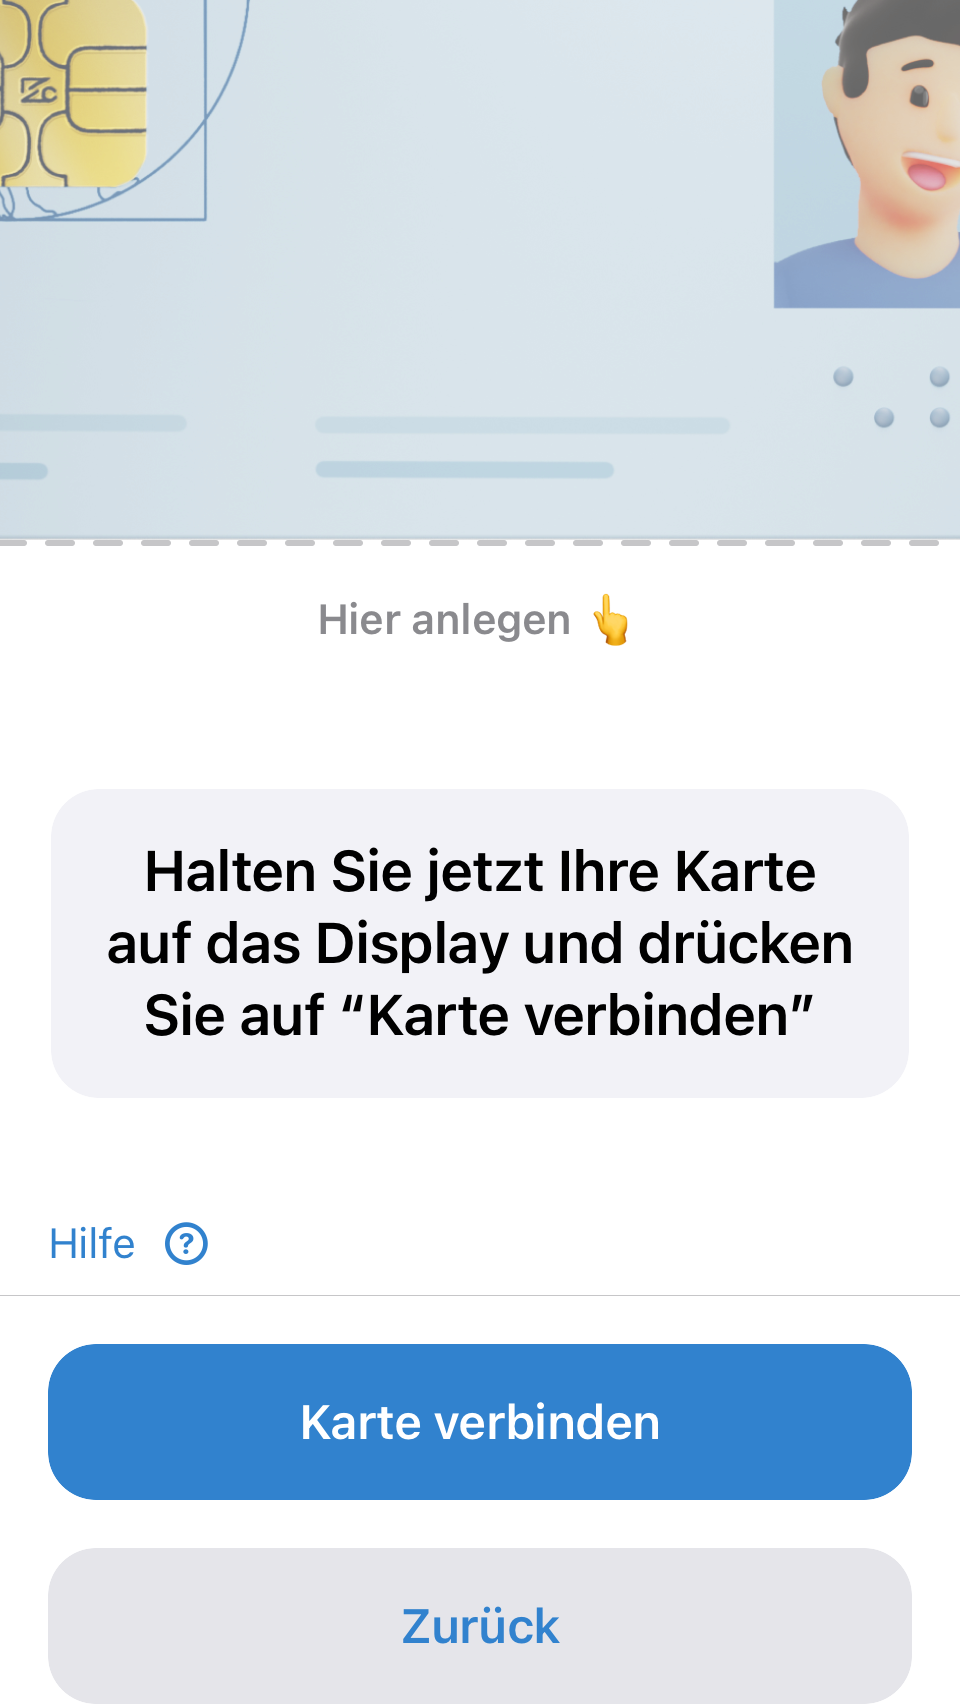 Hier anlegen 👆
Halten Sie jetzt Ihre Karte
auf das Display und drücken
Sie auf “Karte verbinden”
Hilfe ?
Karte verbinden
Zurück